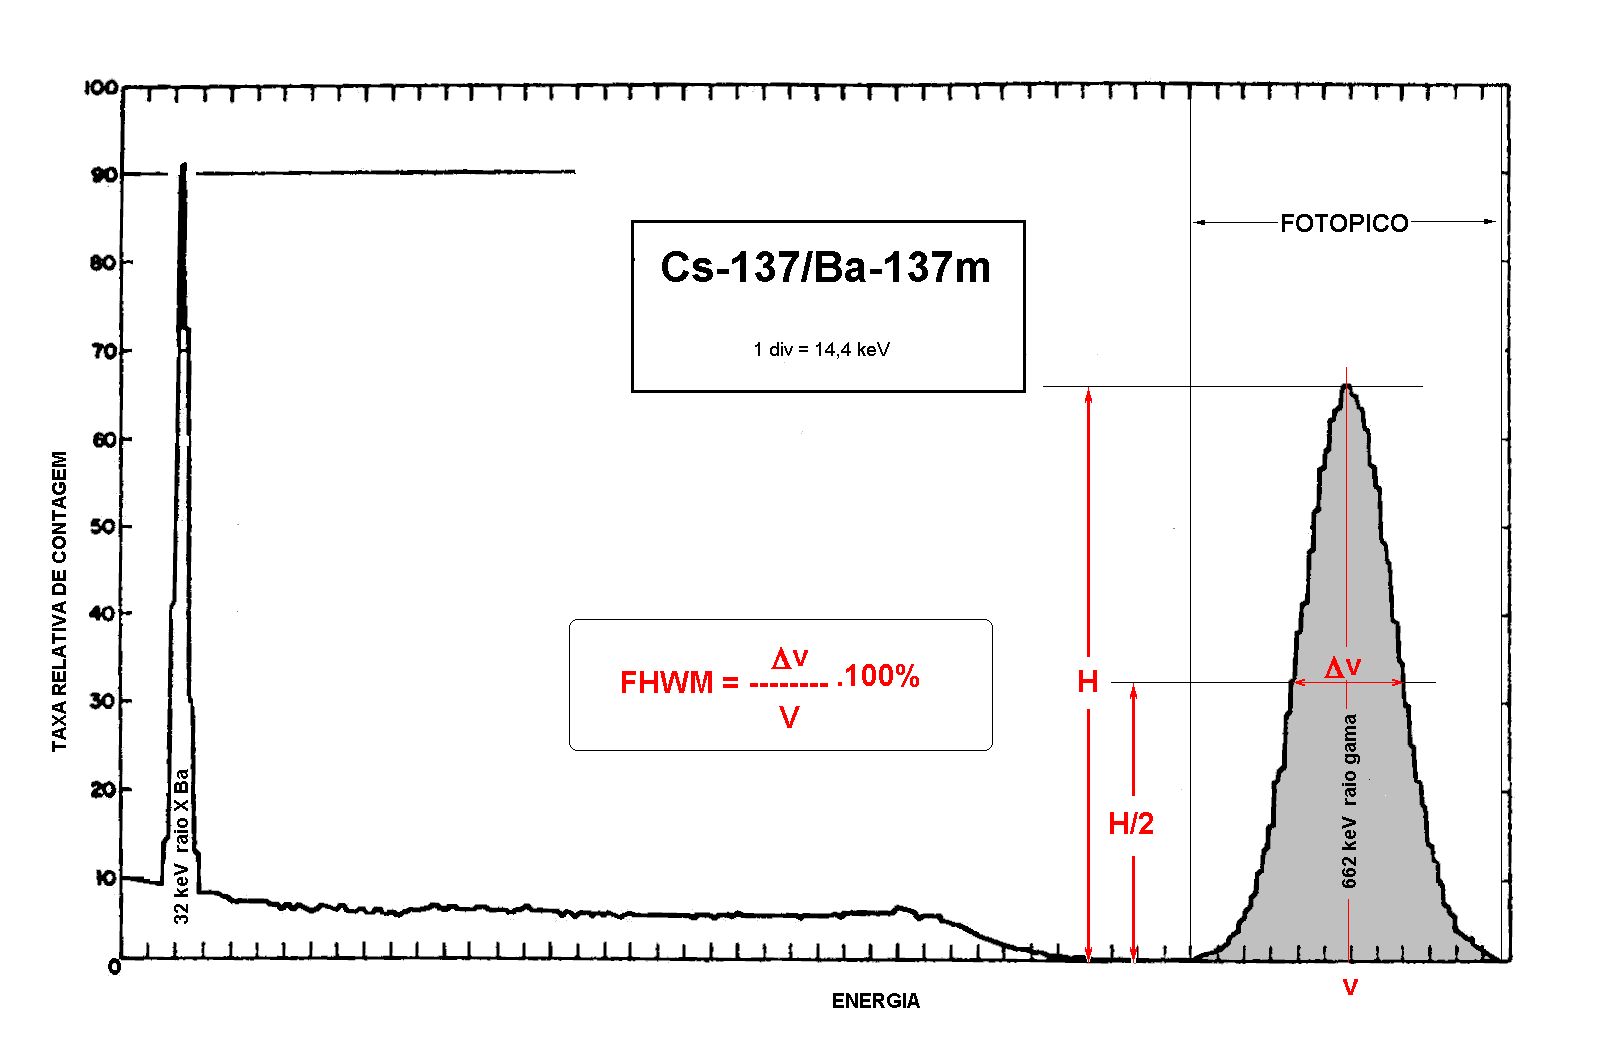 100
90
80
70
60
50
40
30
20
10
0
TAXA RELATIVA DE CONTAGEM
32 keV raio X Ba
Cs-137/Ba-137m
1 div = 14,4 keV
FOTOPICO
FHWM = Δv
-------- .100%
V
H
H/2
Δv
662 keV raio gama
v
ENERGIA